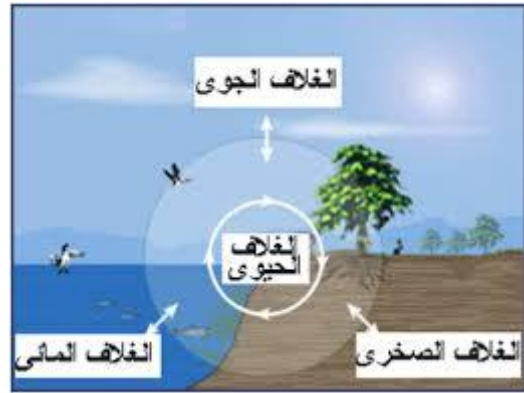 الغلاف الجوى
الغلاف
الحيوى
الغلاف المائى
الغلاف الصخرى